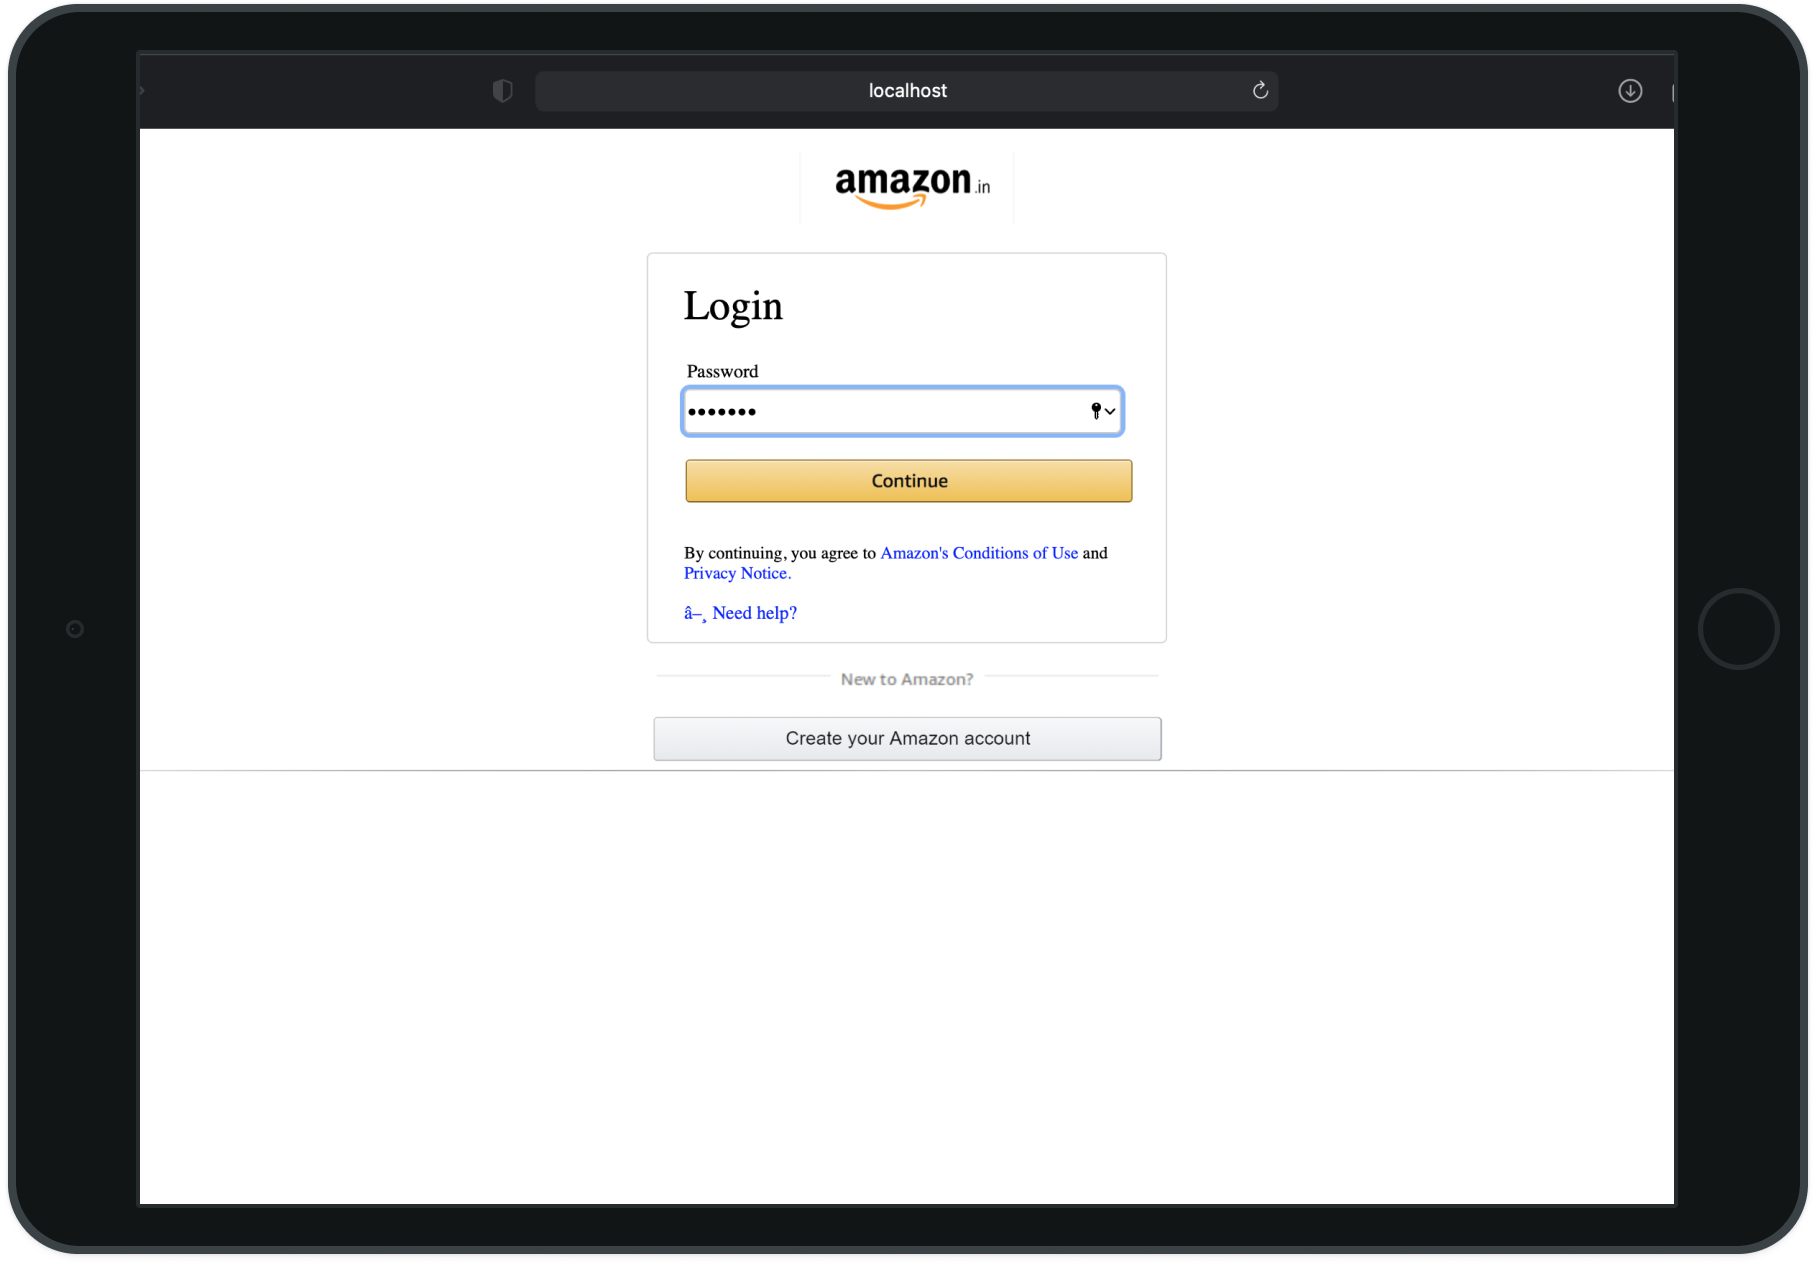 localhost
amazon.in
Login
Password
•••••••
Continue
By continuing, you agree to Amazon's Conditions of Use and
Privacy Notice.
â–¸ Need help?
New to Amazon?
Create your Amazon account